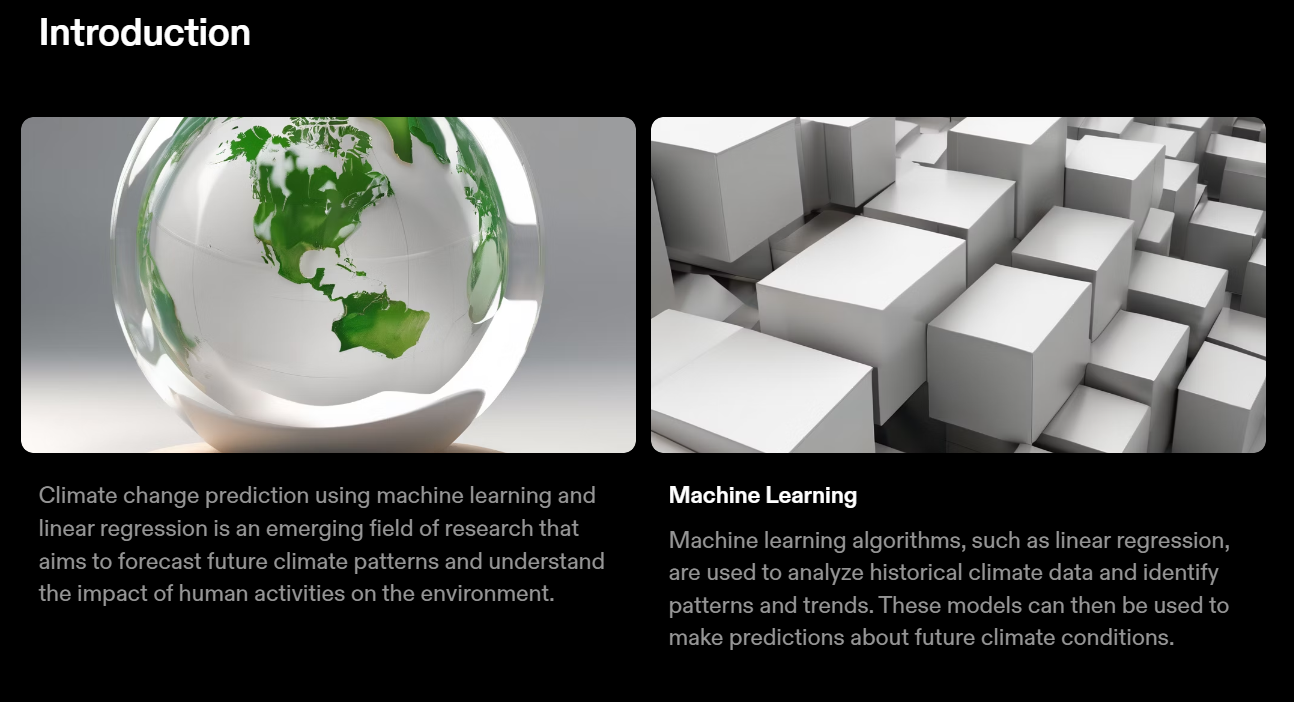 Introduction
Climate change prediction using machine learning and
linear regression is an emerging field of research that
aims to forecast future climate patterns and understand
the impact of human activities on the environment.
Machine Learning
Machine learning algorithms, such as linear regression,
are used to analyze historical climate data and identify
patterns and trends. These models can then be used to
make predictions about future climate conditions.